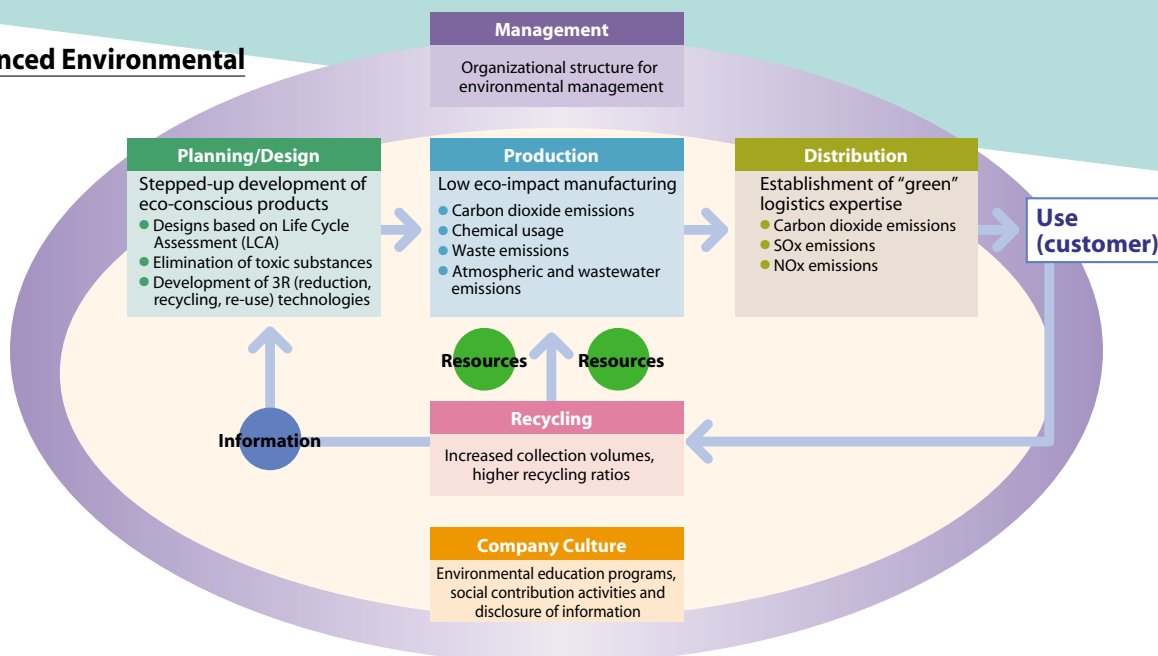 nced Environmental
Management
Organizational structure for
environmental management
Planning/Design
Stepped-up development of
eco-conscious products
● Designs based on Life Cycle
Assessment (LCA)
● Elimination of toxic substances
● Development of 3R (reduction,
recycling, re-use) technologies
Production
Low eco-impact manufacturing
● Carbon dioxide emissions
● Chemical usage
● Waste emissions
● Atmospheric and wastewater
emissions
Distribution
Establishment of “green”
logistics expertise
● Carbon dioxide emissions
● SOx emissions
● NOx emissions
Use
(customer)
Resources
Resources
Information
Recycling
Increased collection volumes,
higher recycling ratios
Company Culture
Environmental education programs,
social contribution activities and
disclosure of information